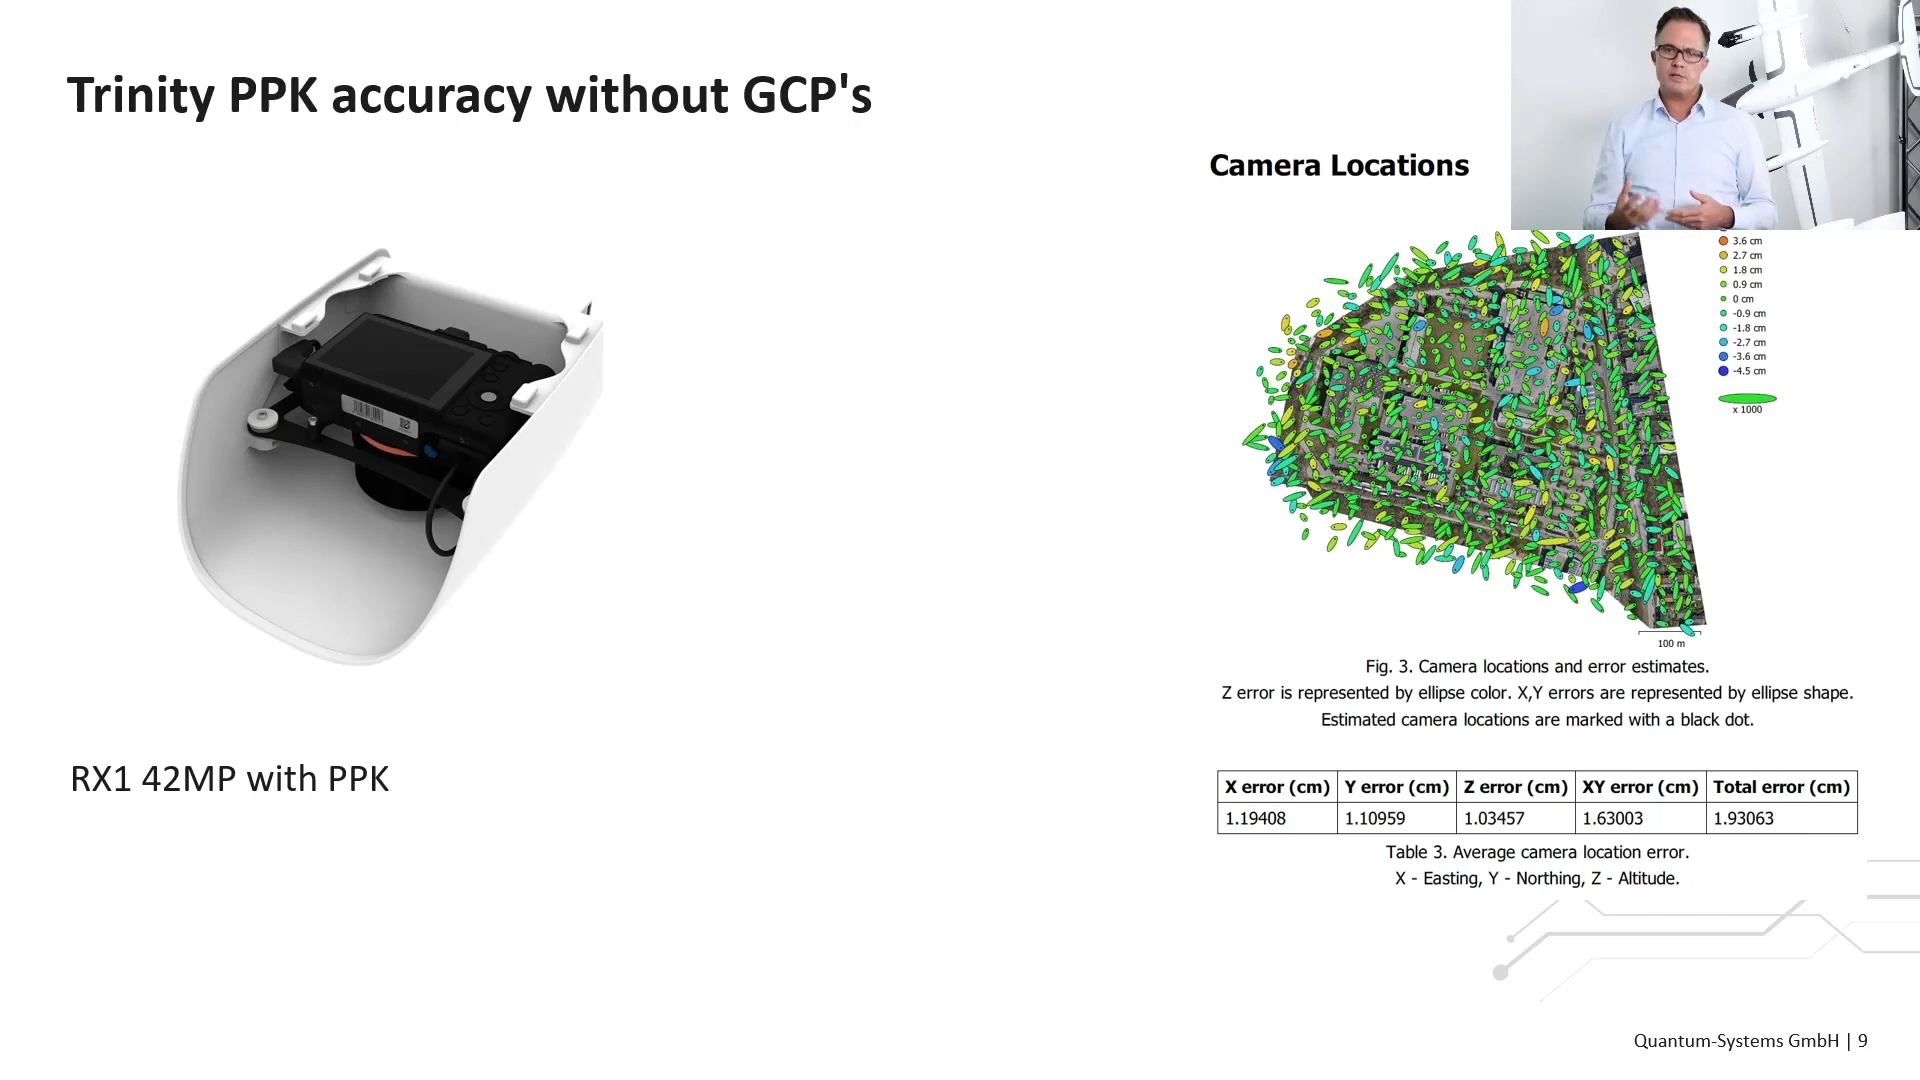 Trinity PPK accuracy without GCP's
Camera Locations
3.6 cm
2.7 cm
1.8 cm
0.9 cm
0 cm
-0.9 cm
-1.8 cm
-2.7 cm
-3.6 cm
-4.5 cm
x 1000
100 m
Fig. 3. Camera locations and error estimates.
Z error is represented by ellipse color. X,Y errors are represented by ellipse shape.
Estimated camera locations are marked with a black dot.
RX1 42MP with PPK
X error (cm) Y error (cm) Z error (cm) XY error (cm) Total error (cm)
1.19408 1.10959 1.03457 1.63003 1.93063
Table 3. Average camera location error.
X - Easting, Y - Northing, Z - Altitude.
Quantum-Systems GmbH | 9